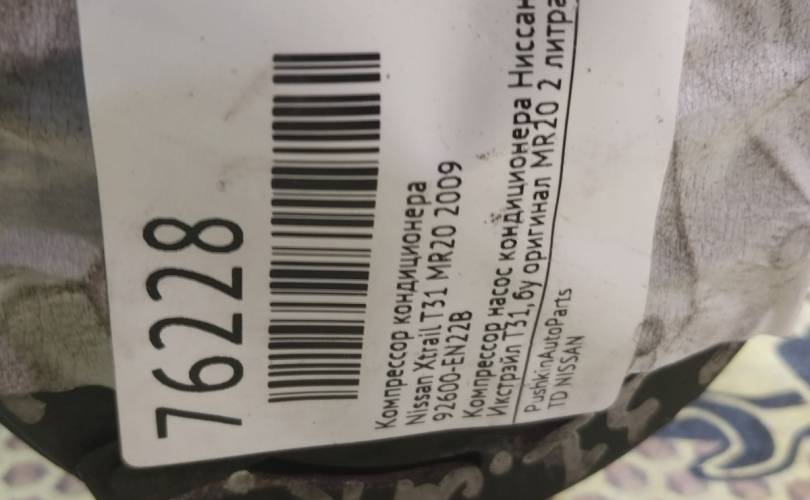 76228
Компрессор кондиционера
Nissan Xtrail T31 MR20 2009
92600-EN22B
Компрессор насос кондиционера Ниссан
Икстрэйл Т31, бу оригинал MR20 2 литра
PushkinAutoParts
TD NISSAN